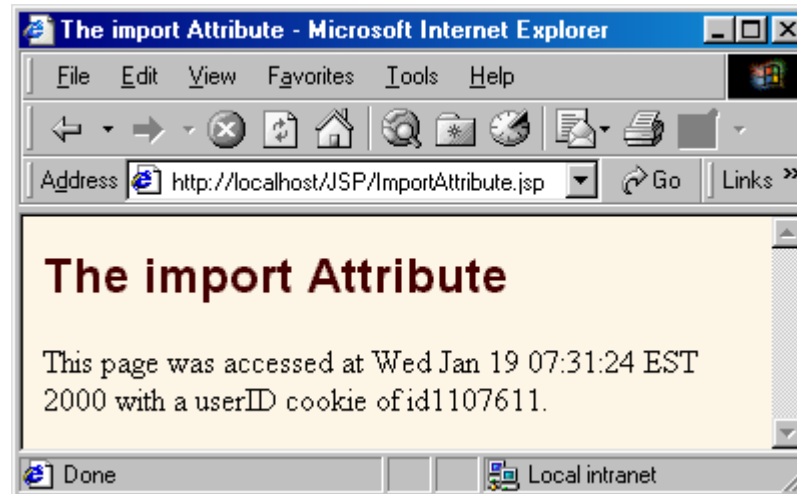 The import Attribute - Microsoft Internet Explorer
File Edit View Favorites Tools Help
Address http://localhost/JSP/ImportAttribute.jsp Go Links »
The import Attribute
This page was accessed at Wed Jan 19 07:31:24 EST
2000 with a userID cookie of id1107611.
Done Local intranet